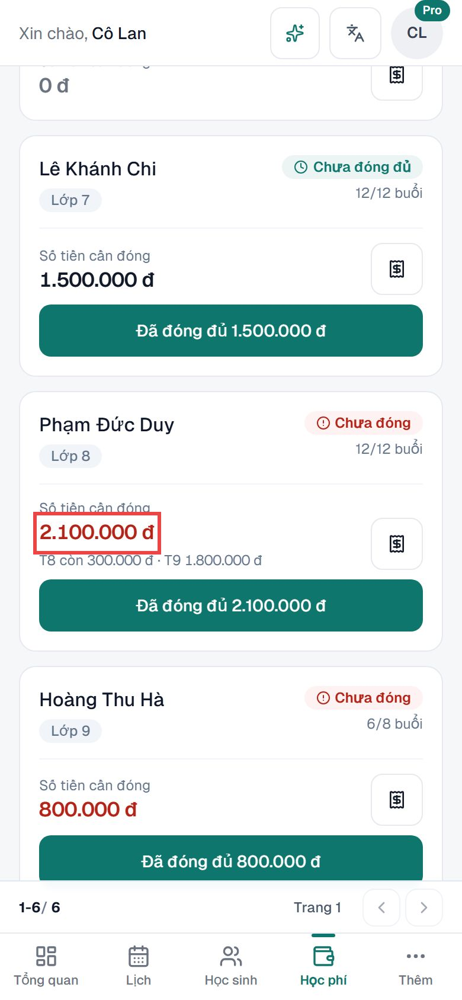 Xin chào, Cô Lan
Pro
CL
0 đ
Lê Khánh Chi
Chưa đóng đủ
Lớp 7
12/12 buổi
Số tiền cần đóng
1.500.000 đ
Đã đóng đủ 1.500.000 đ
Phạm Đức Duy
Chưa đóng
Lớp 8
12/12 buổi
Số tiền cần đóng
2.100.000 đ
T8 còn 300.000 đ · T9 1.800.000 đ
Đã đóng đủ 2.100.000 đ
Hoàng Thu Hà
Chưa đóng
Lớp 9
6/8 buổi
Số tiền cần đóng
800.000 đ
Đã đóng đủ 800.000 đ
1-6/ 6
Trang 1
Tổng quan
Lịch
Học sinh
Học phí
Thêm